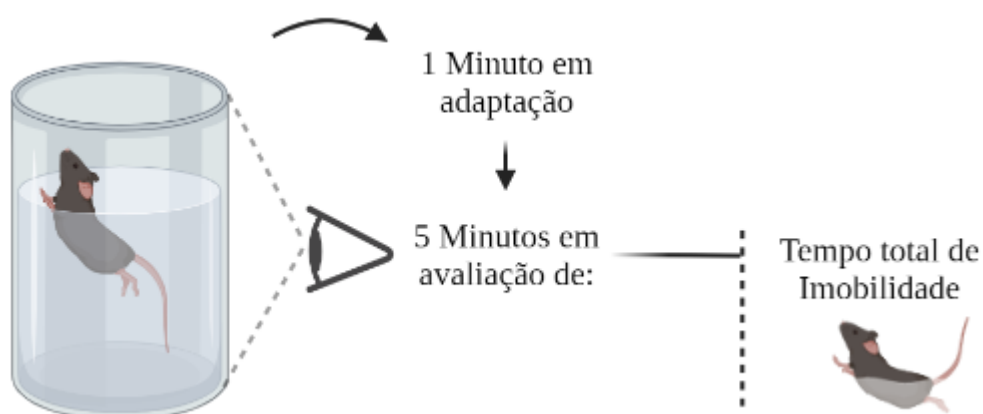 1 Minuto em
adaptação
5 Minutos em
avaliação de:
Tempo total de
Imobilidade